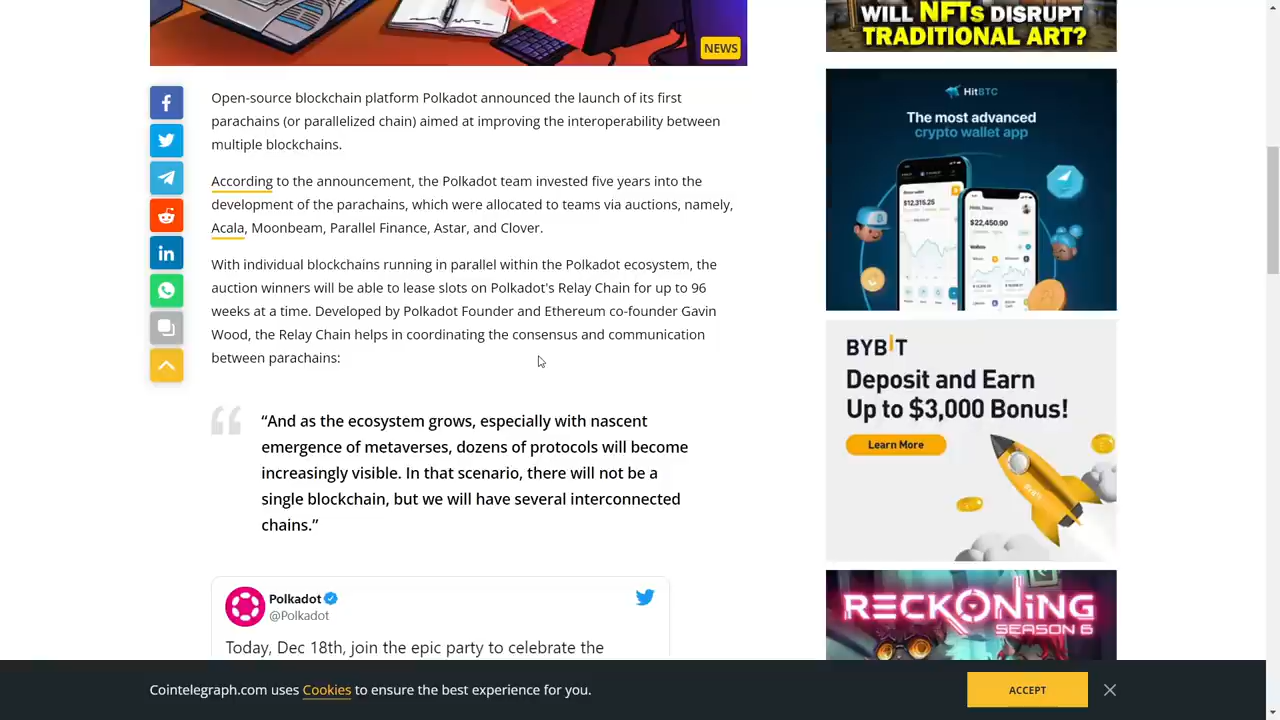 WILL NFTs DISRUPT
TRADITIONAL ART?
NEWS
Open-source blockchain platform Polkadot announced the launch of its first
parachains (or parallelized chain) aimed at improving the interoperability between
multiple blockchains.
According to the announcement, the Polkadot team invested five years into the
development of the parachains, which were allocated to teams via auctions, namely,
Acala, Moonbeam, Parallel Finance, Astar, and Clover.
With individual blockchains running in parallel within the Polkadot ecosystem, the
auction winners will be able to lease slots on Polkadot's Relay Chain for up to 96
weeks at a time. Developed by Polkadot Founder and Ethereum co-founder Gavin
Wood, the Relay Chain helps in coordinating the consensus and communication
between parachains:
“And as the ecosystem grows, especially with nascent
emergence of metaverses, dozens of protocols will become
increasingly visible. In that scenario, there will not be a
single blockchain, but we will have several interconnected
chains.”
Polkadot
@Polkadot
Today, Dec 18th, join the epic party to celebrate the
HitBTC
The most advanced
crypto wallet app
$12,315.25
$22,450.90
Wallets
BYBIT
Deposit and Earn
Up to $3,000 Bonus!
Learn More
RECKONING
SEASON 6
Cointelegraph.com uses Cookies to ensure the best experience for you.
ACCEPT